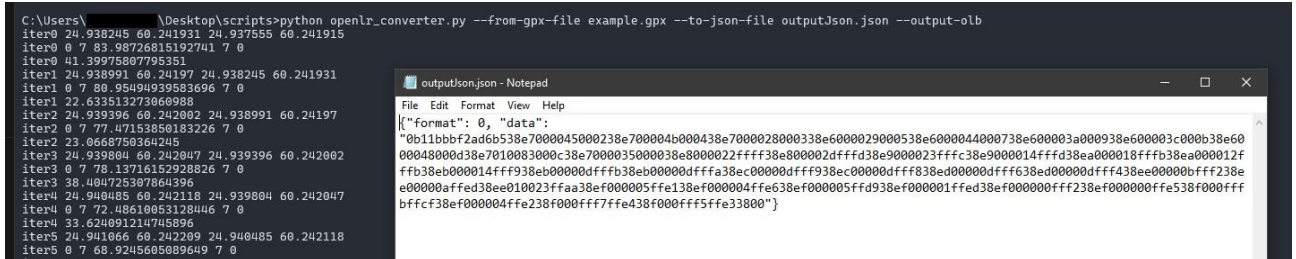 C:\Users\ \Desktop\scripts>python openlr_converter.py --from-gpx-file example.gpx --to-json-file outputJson.json --output-olb
iter0 24.938245 60.241931 24.937555 60.241915
iter0 0 7 83.98726815192741 7 0
iter0 41.39975807795351
iter1 24.938991 60.24197 24.938245 60.241931
iter1 0 7 80.95494939583696 7 0
iter1 22.633513273060988
iter2 24.939396 60.242002 24.938991 60.24197
iter2 0 7 77.47153850183226 7 0
iter2 23.0668750364245
iter3 24.939804 60.242047 24.939396 60.242002
iter3 0 7 78.13716152928826 7 0
iter3 38.404725307864396
iter4 24.940485 60.242118 24.939804 60.242047
iter4 0 7 72.48610053128446 7 0
iter4 33.624091214745896
iter5 24.941066 60.242209 24.940485 60.242118
iter5 0 7 68.9245605089649 7 0
outputJson.json - Notepad
File Edit Format View Help
{"format": 0, "data":
"0b11bbbf2ad6b538e7000045000238e700004b000438e7000028000338e6000029000538e6000044000738e600003a000938e600003c000b38e60
00048000d38e7010083000c38e7000035000038e8000022ffff38e800002dfffd38e9000023fffc38e9000014fffd38ea000018fffb38ea000012f
ffb38eb000014fff938eb00000dfffb38eb00000dfffa38ec00000dfff938ec00000dfff838ed00000dfff638ed00000dfff438ee00000bfff238e
e00000affed38ee010023ffaa38ef000005ffe138ef000004ffe638ef000005ffd938ef000001ffed38ef000000fff238ef000000ffe538f000fff
bffcf38ef000004ffe238f000fff7ffe438f000fff5ffe33800"}